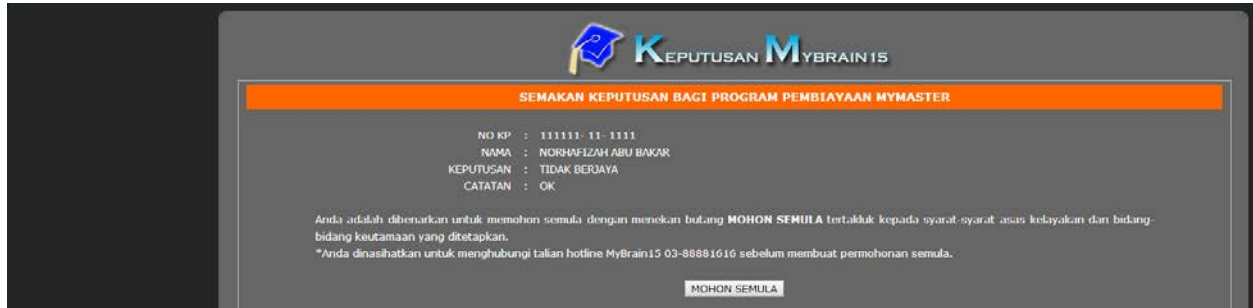 KEPUTUSAN MYBRAIN15
SEMAKAN KEPUTUSAN BAGI PROGRAM PEMBIAYAAN MYMASTER
NO KP : 111111- 11- 1111
NAMA : NORHAFIZAH ABU BAKAR
KEPUTUSAN : TIDAK BERJAYA
CATATAN : OK
Anda adalah dibenarkan untuk memohon semula dengan menekan butang MOHON SEMULA tertakluk kepada syarat-syarat asas kelayakan dan bidang-
bidang keutamaan yang ditetapkan.
*Anda dinasihatkan untuk menghubungi talian hotline MyBrain15 03-88881616 sebelum membuat permohonan semula.
MOHON SEMULA